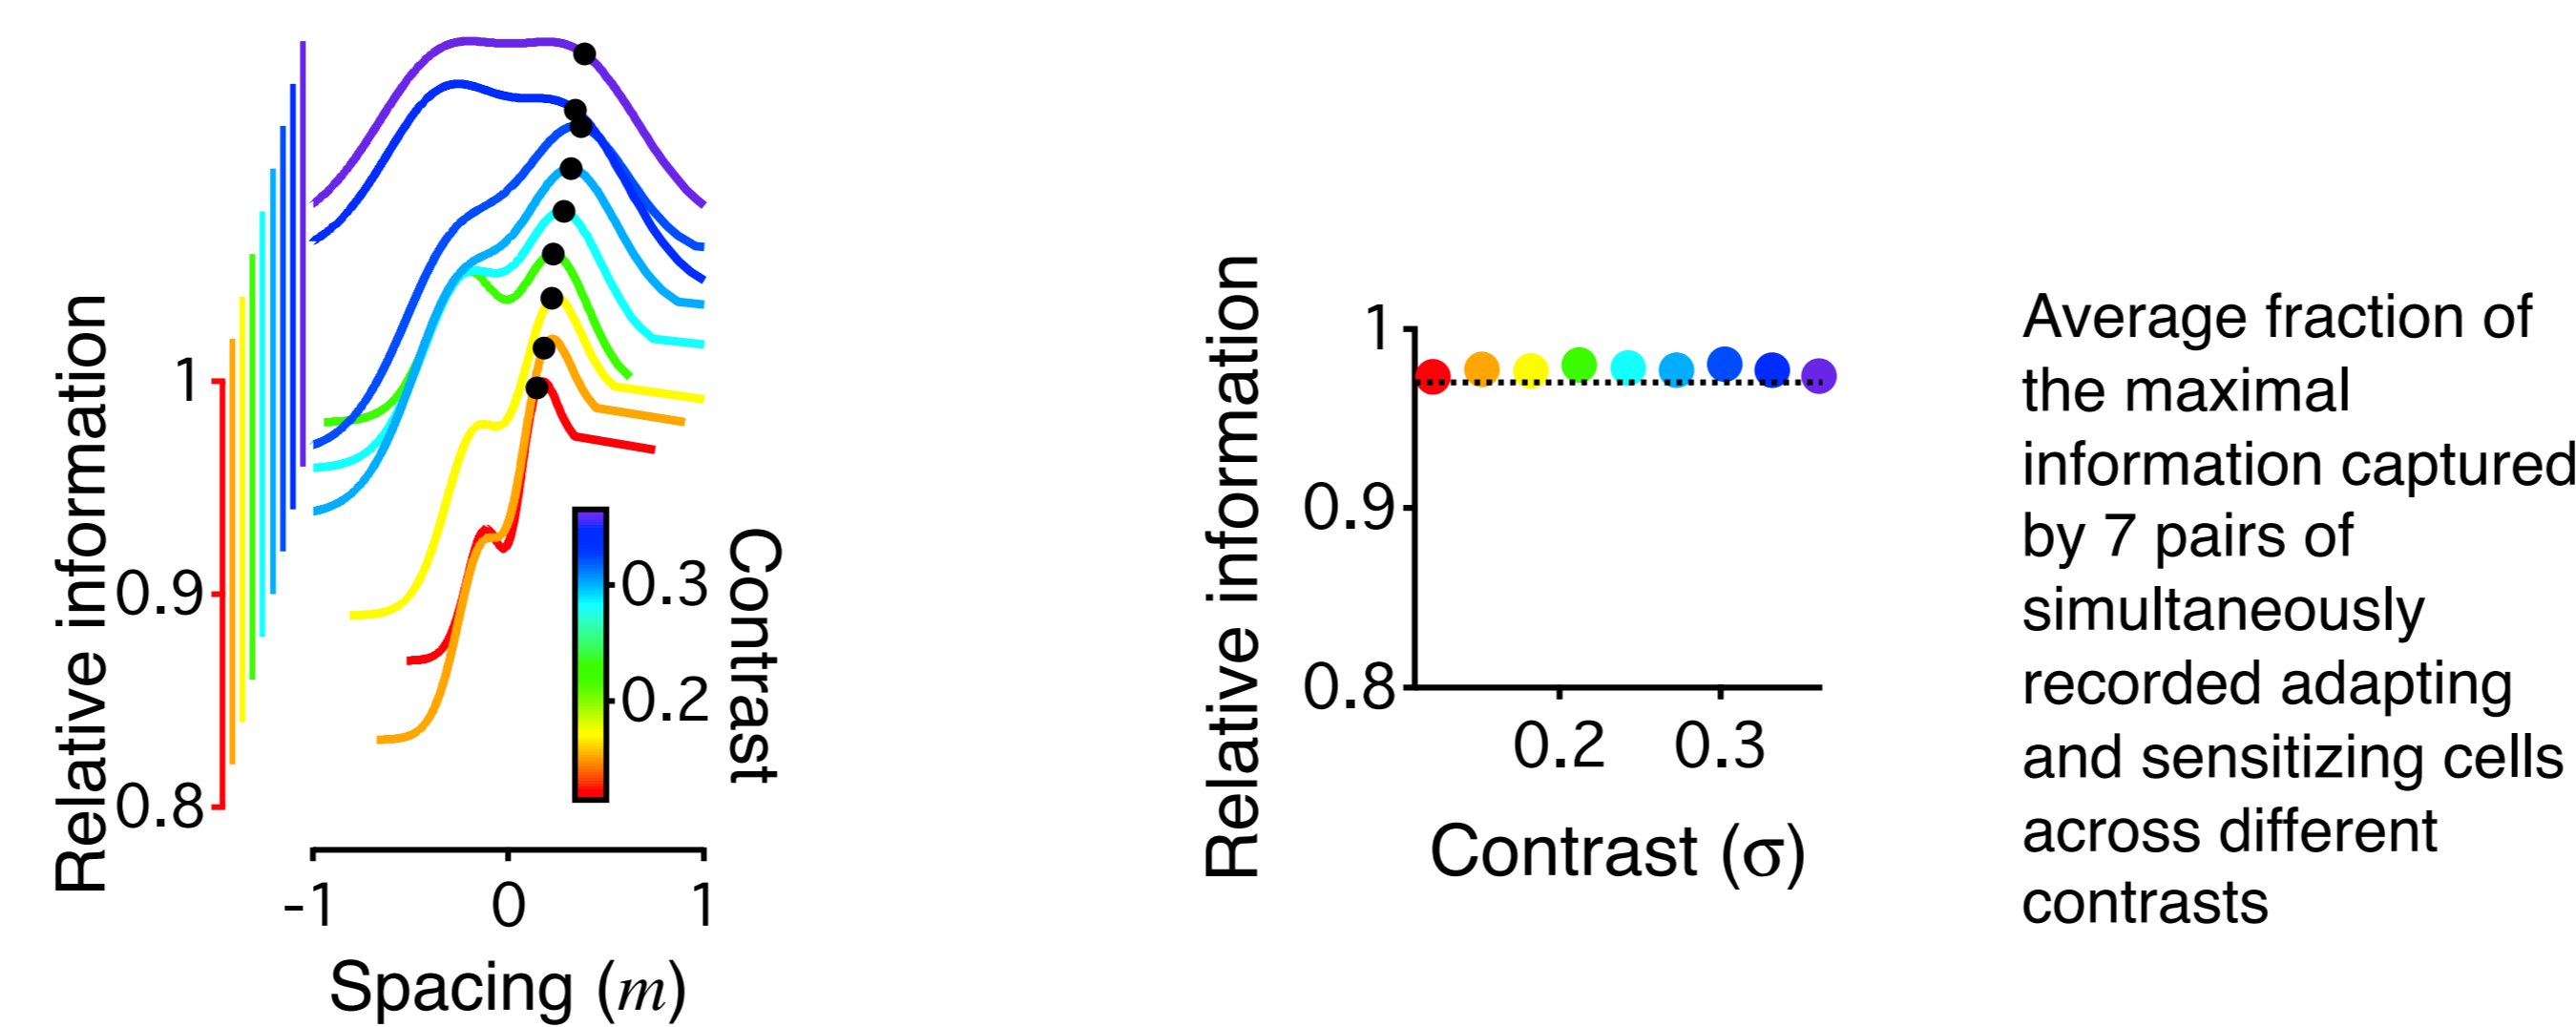 Relative information
1
0.9
0.8
-1
0
1
Spacing (m)
0.3
0.2
Contrast
Relative information
1
0.9
0.8
0.2
0.3
Contrast (σ)
Average fraction of
the maximal
information captured
by 7 pairs of
simultaneously
recorded adapting
and sensitizing cells
across different
contrasts